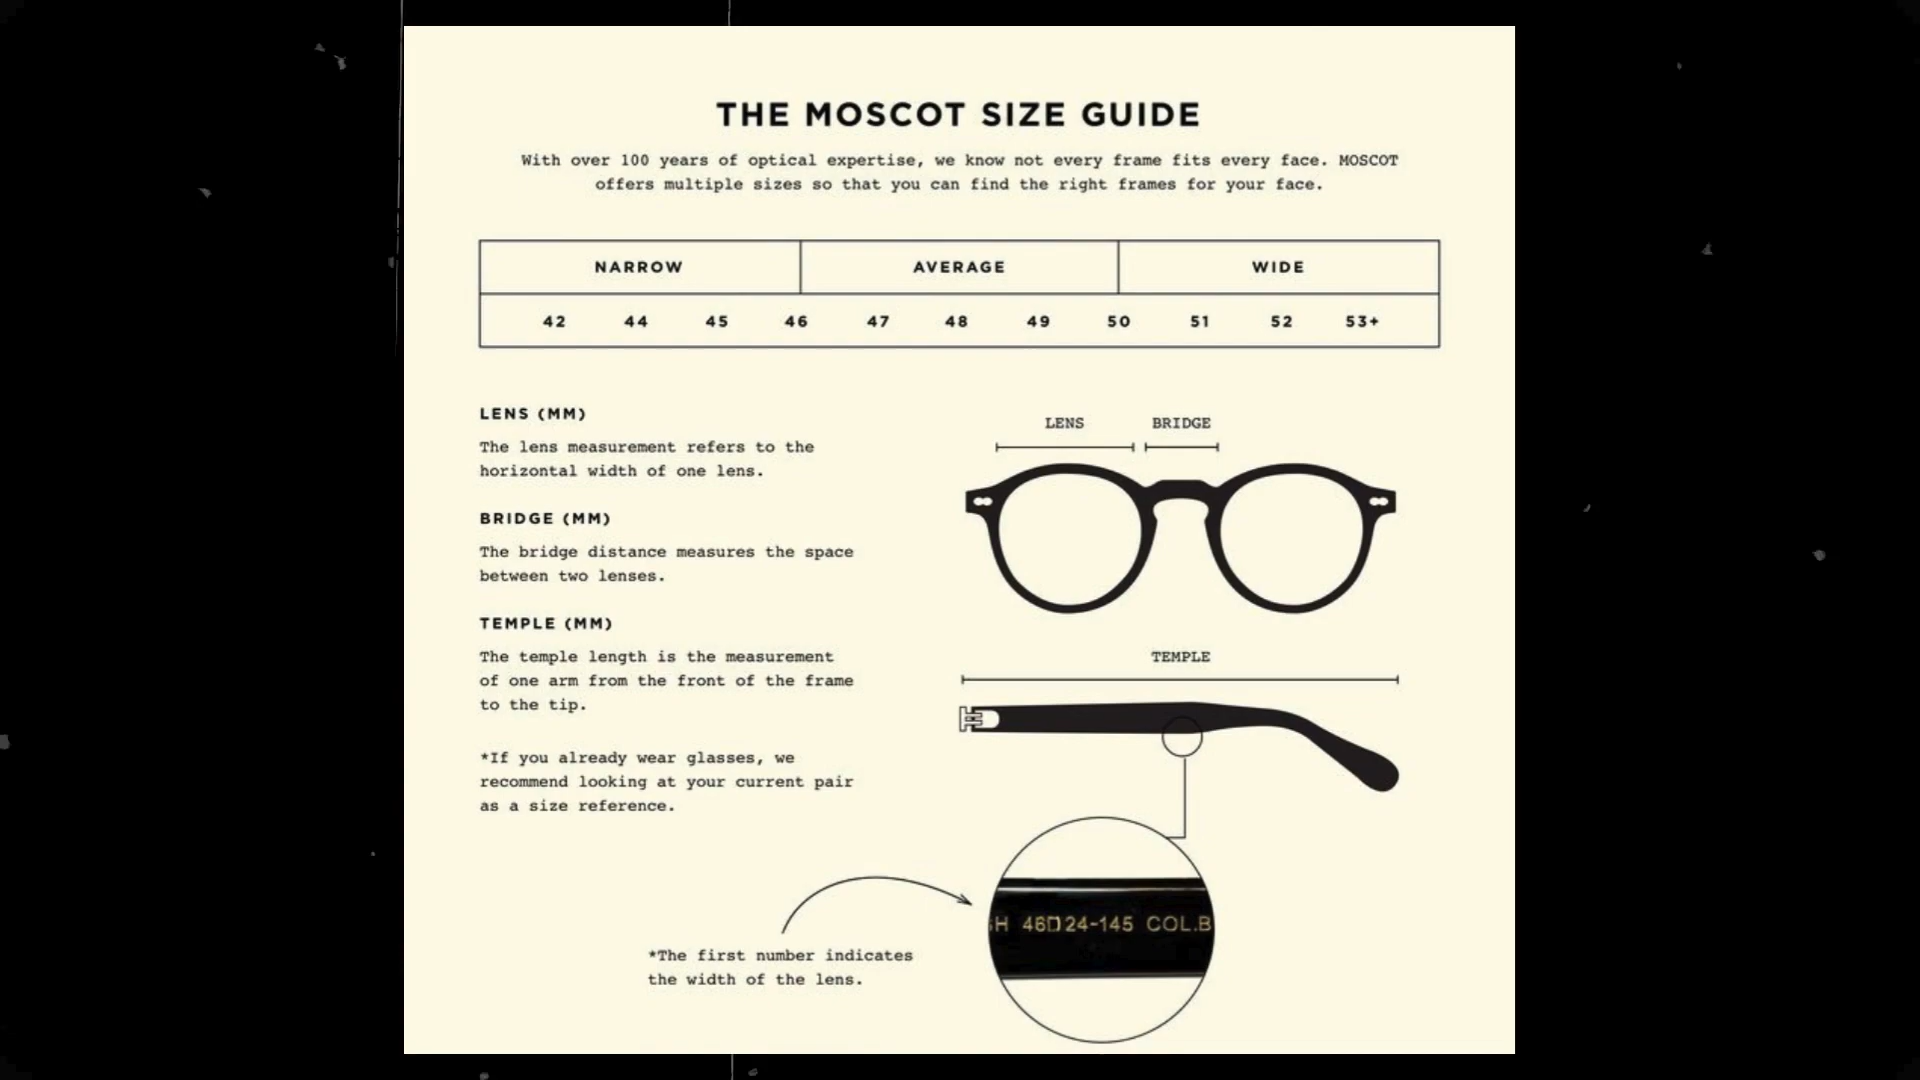 THE MOSCOT SIZE GUIDE
With over 100 years of optical expertise, we know not every frame fits every face. MOSCOT
offers multiple sizes so that you can find the right frames for your face.
NARROW AVERAGE WIDE
42 44 45 46 47 48 49 50 51 52 53+
LENS (MM)
The lens measurement refers to the
horizontal width of one lens.
BRIDGE (MM)
The bridge distance measures the space
between two lenses.
TEMPLE (MM)
The temple length is the measurement
of one arm from the front of the frame
to the tip.
*If you already wear glasses, we
recommend looking at your current pair
as a size reference.
LENS BRIDGE
TEMPLE
H 46□24-145 COL.B
*The first number indicates
the width of the lens.